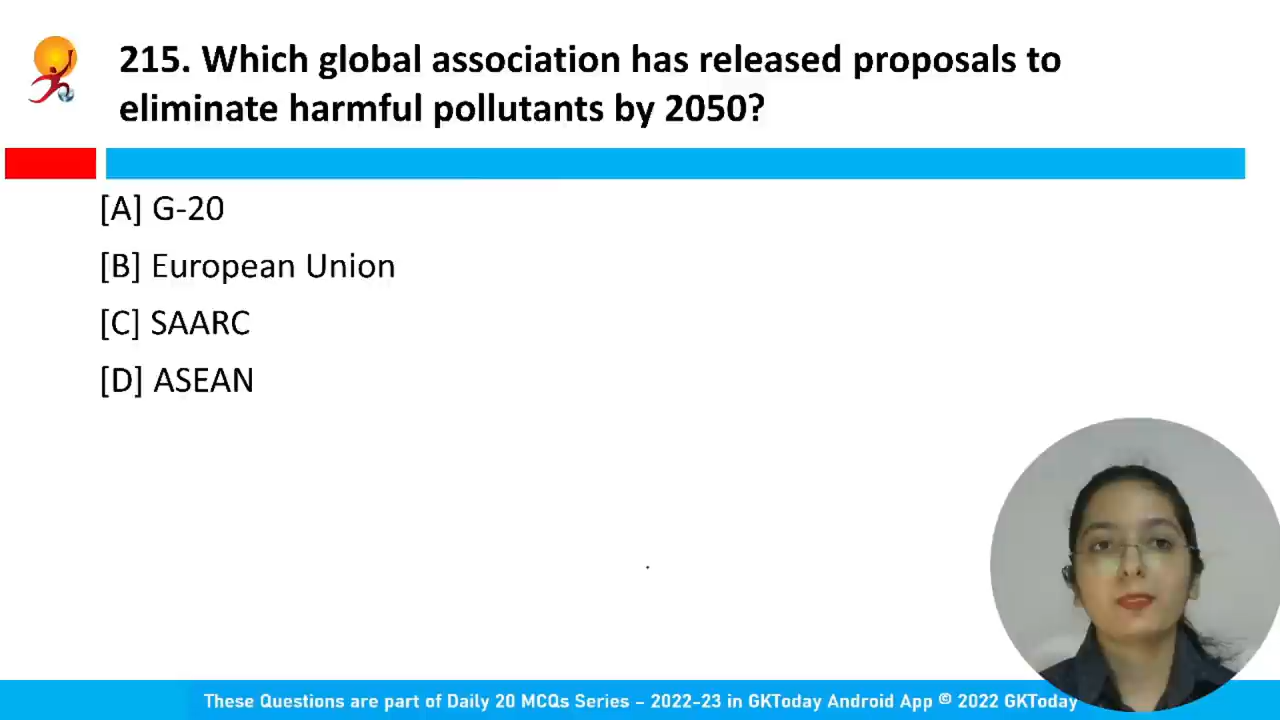 215. Which global association has released proposals to
eliminate harmful pollutants by 2050?
[A] G-20
[B] European Union
[C] SAARC
[D] ASEAN
These Questions are part of Daily 20 MCQs Series – 2022-23 in GKToday Android App © 2022 GKToday